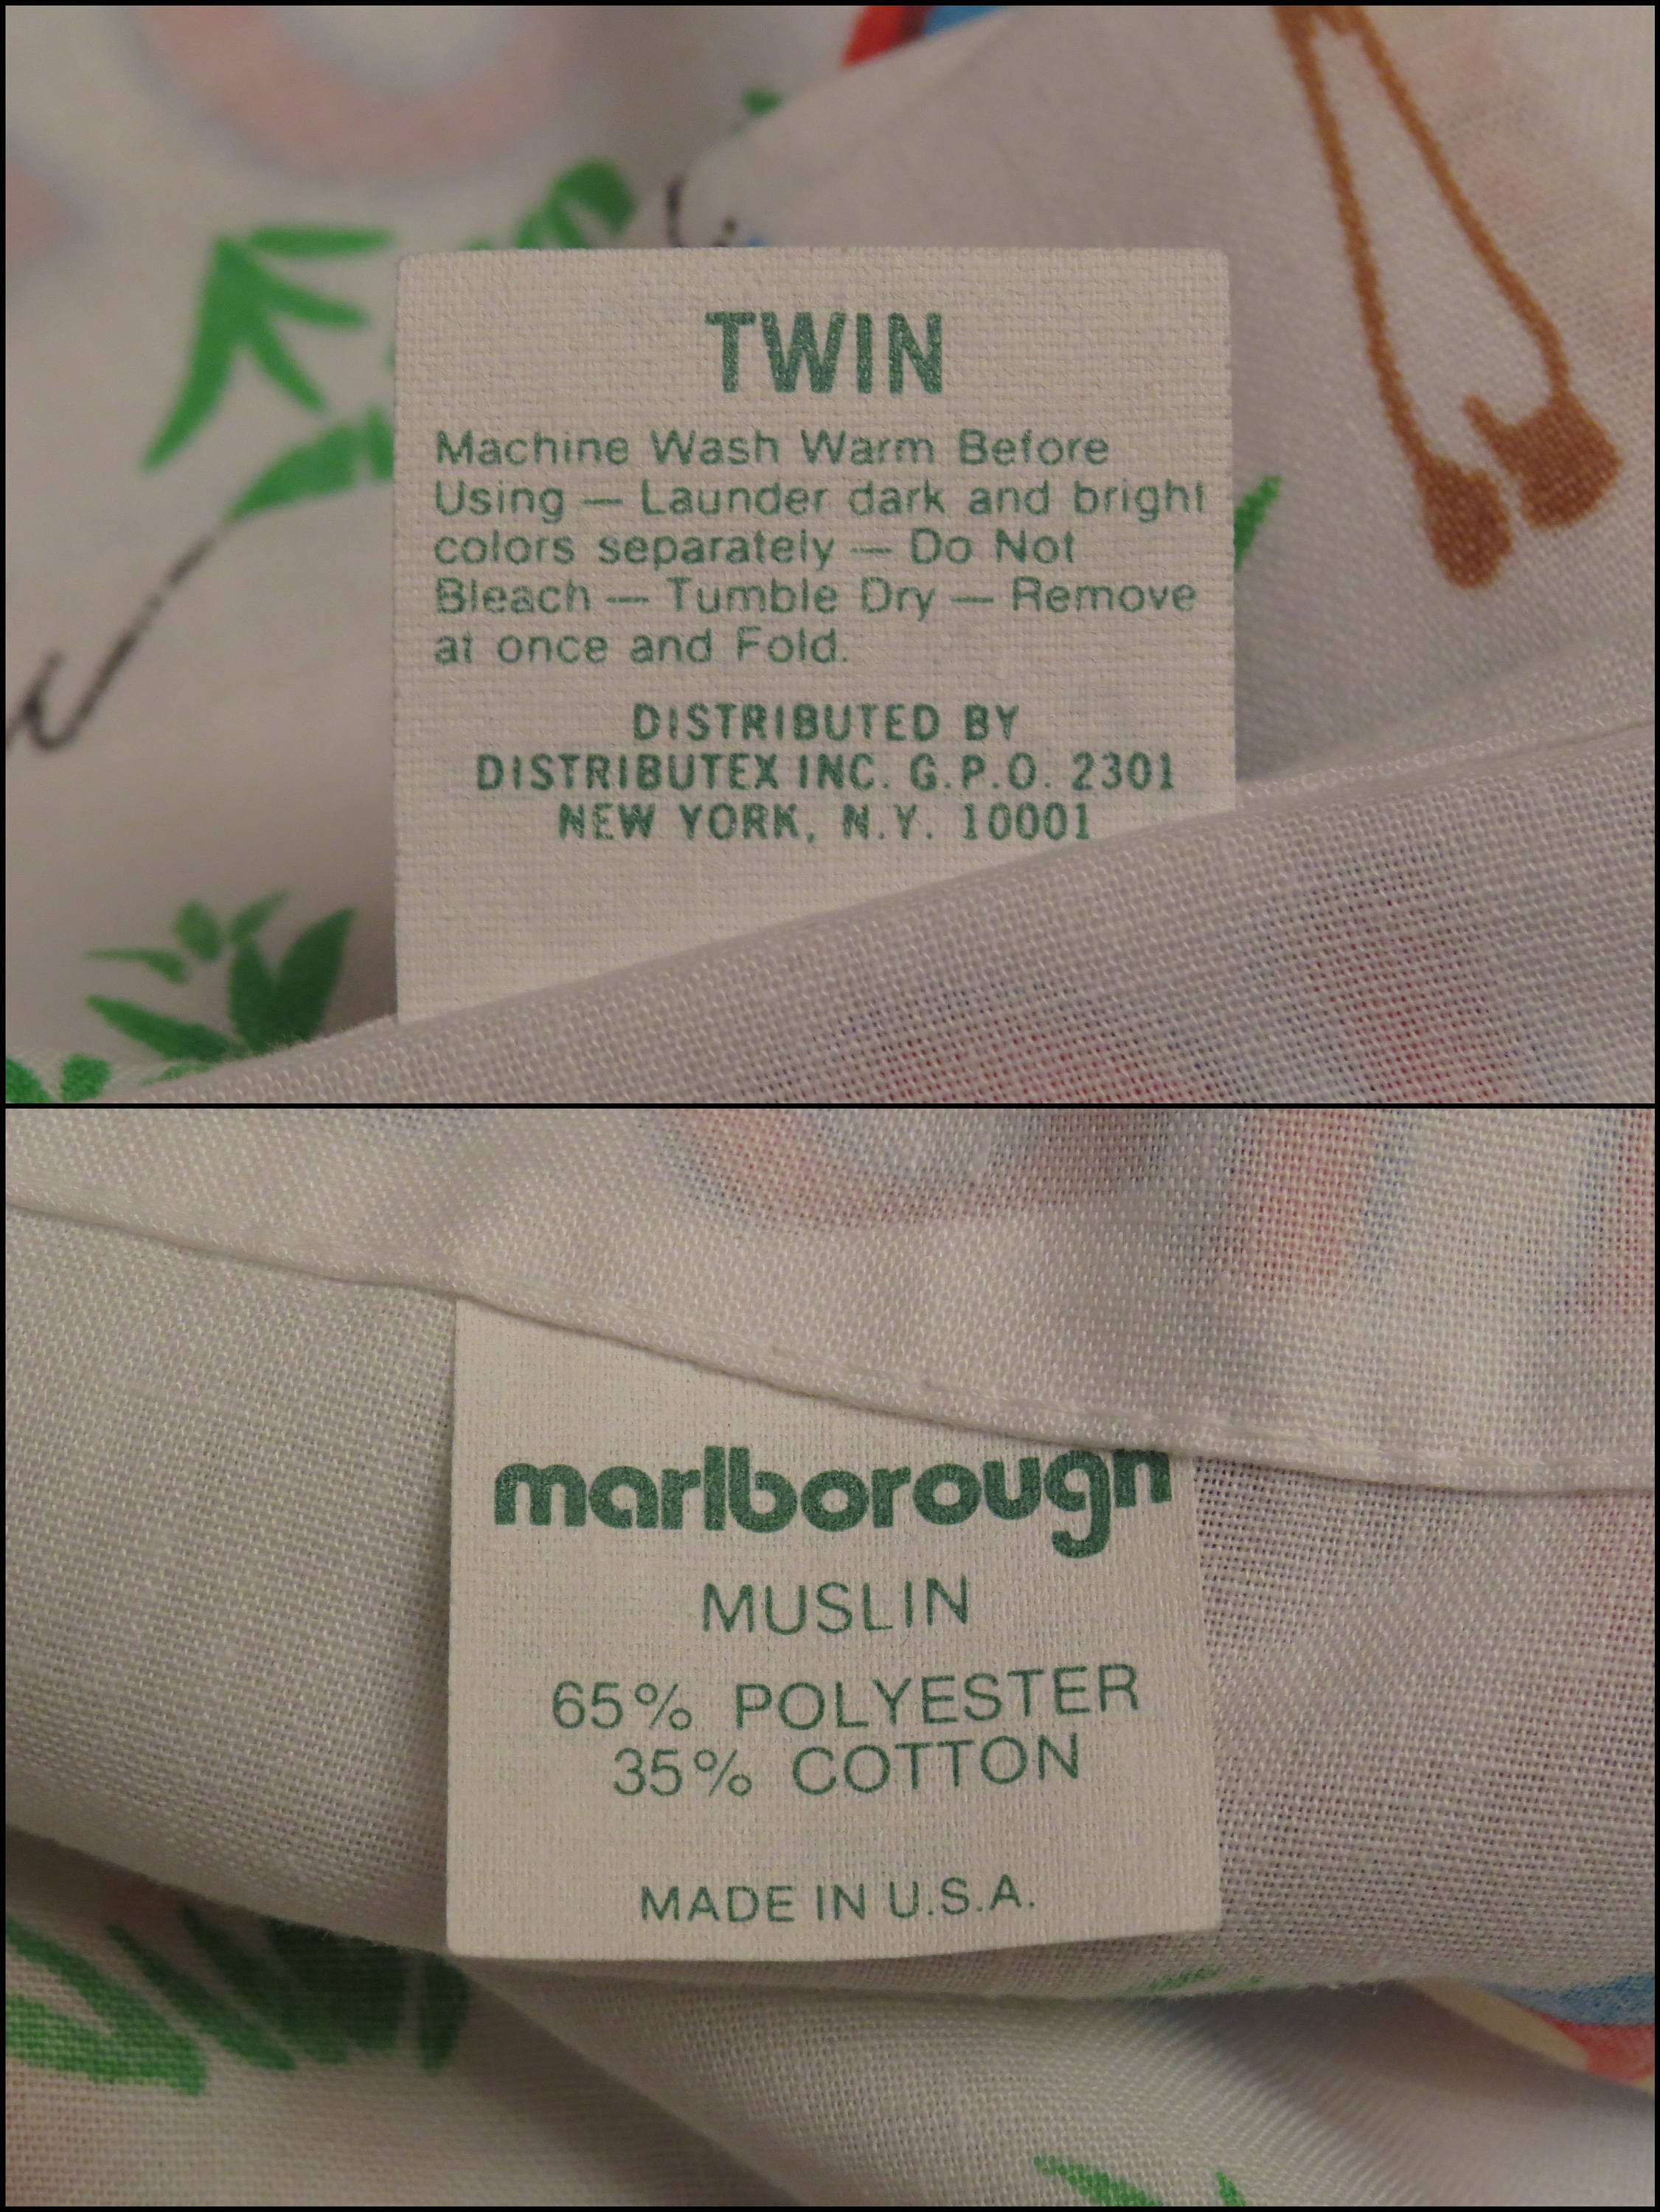 TWIN
Machine Wash Warm Before
Using — Launder dark and bright
colors separately — Do Not
Bleach — Tumble Dry — Remove
at once and Fold.
DISTRIBUTED BY
DISTRIBUTEX INC. G.P.O. 2301
NEW YORK, N.Y. 10001
marlborough
MUSLIN
65% POLYESTER
35% COTTON
MADE IN U.S.A.